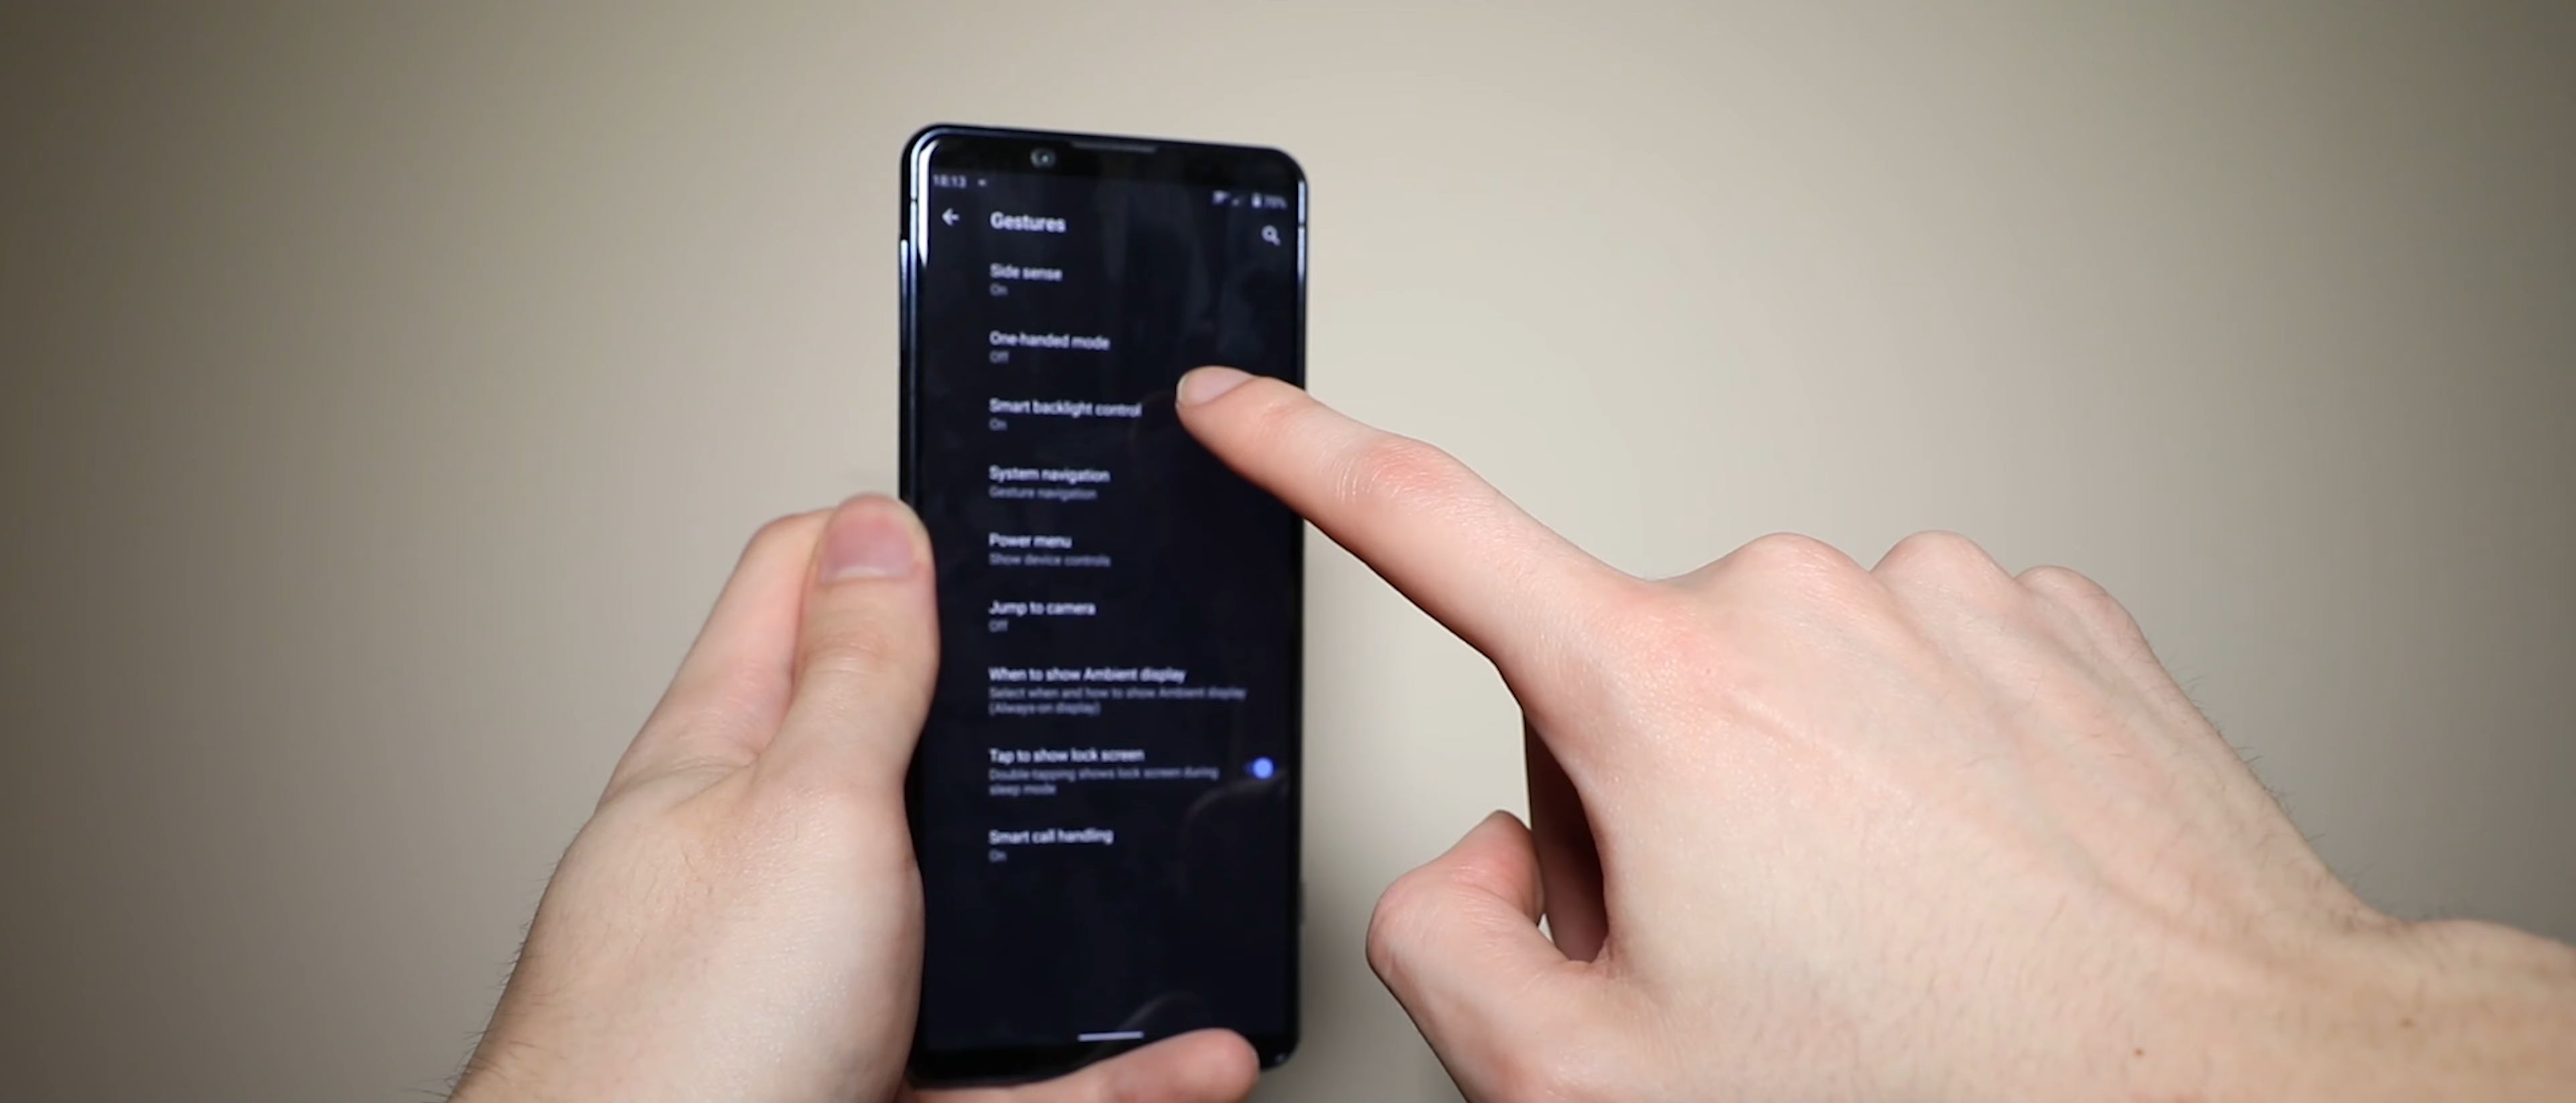 18:13
70%
Gestures
Side sense
On
One-handed mode
Off
Smart backlight control
On
System navigation
Gesture navigation
Power menu
Show device controls
Jump to camera
Off
When to show Ambient display
Select when and how to show Ambient display
(Always-on display)
Tap to show lock screen
Double-tapping shows lock screen during
sleep mode
Smart call handling
On